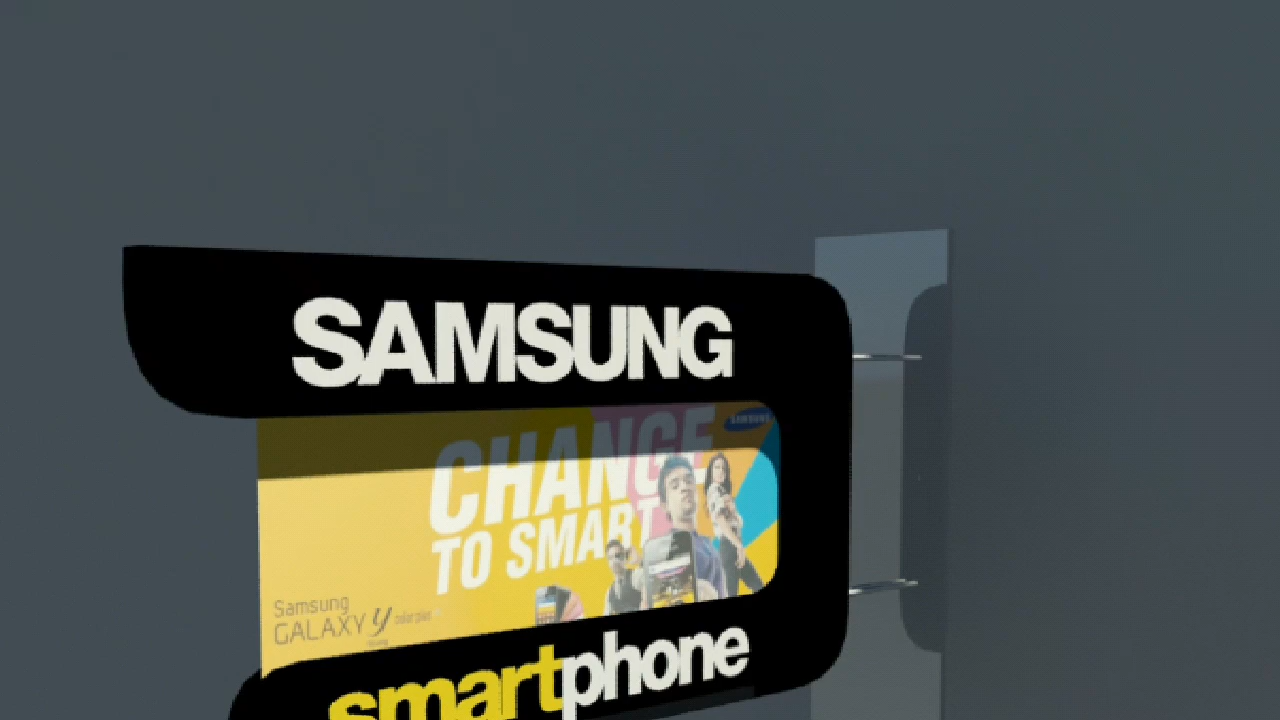 SAMSUNG
SAMSUNG
CHANGE
TO SMART
Samsung
GALAXY y
smartphone